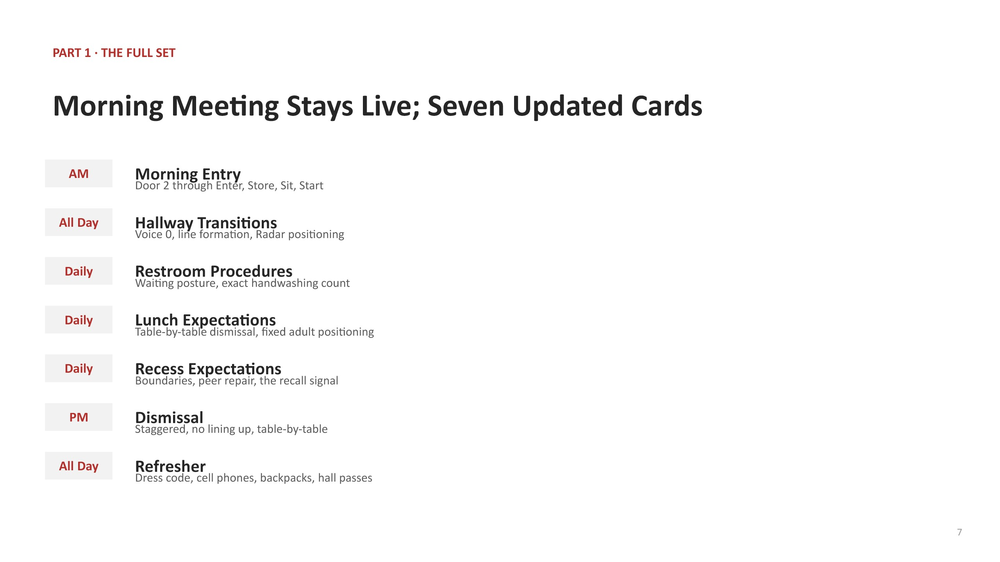 PART 1 · THE FULL SET
Morning Meeting Stays Live; Seven Updated Cards
AM
Morning Entry
Door 2 through Enter, Store, Sit, Start
All Day
Hallway Transitions
Voice 0, line formation, Radar positioning
Daily
Restroom Procedures
Waiting posture, exact handwashing count
Daily
Lunch Expectations
Table-by-table dismissal, fixed adult positioning
Daily
Recess Expectations
Boundaries, peer repair, the recall signal
PM
Dismissal
Staggered, no lining up, table-by-table
All Day
Refresher
Dress code, cell phones, backpacks, hall passes
7